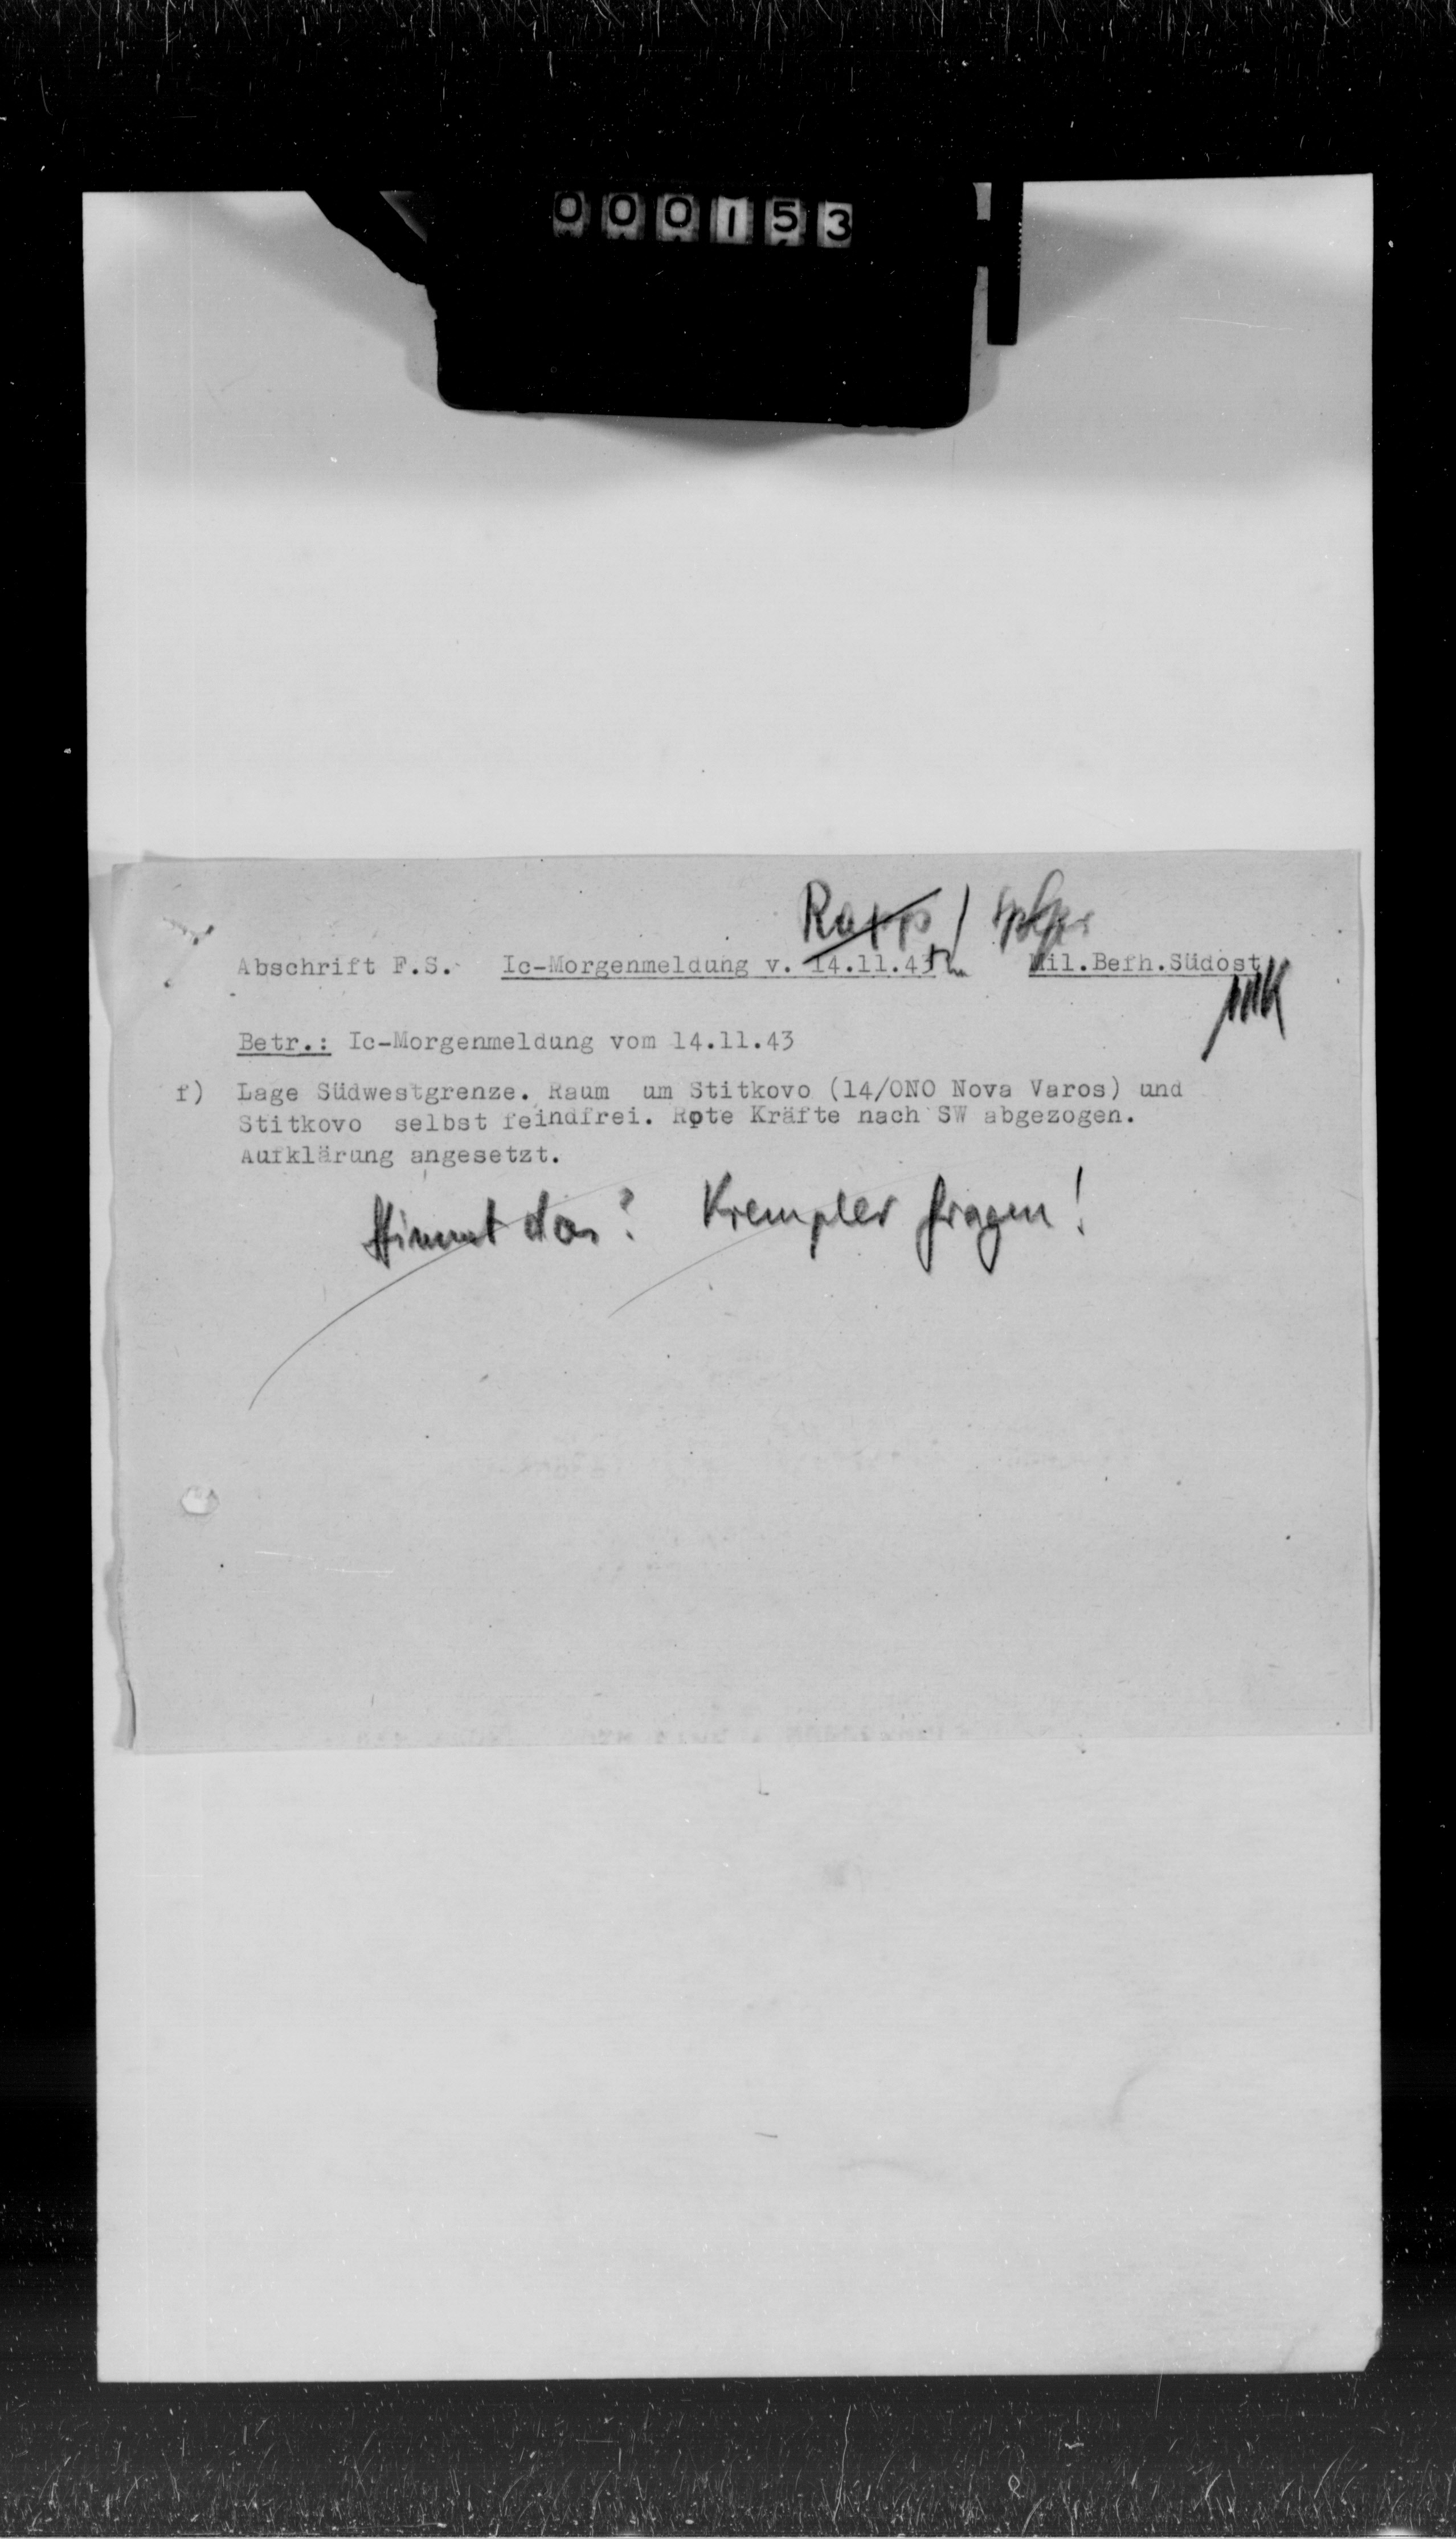 000153
Rapp /
Abschrift F.S. Ic-Morgenmeldung v. 14.11.43 Mil.Befh.Südost
Betr.: Ic-Morgenmeldung vom 14.11.43
f) Lage Südwestgrenze. Raum um Stitkovo (14/ONO Nova Varos) und
Stitkovo selbst feindfrei. Rote Kräfte nach SW abgezogen.
Aufklärung angesetzt.
Stimmt das? Krempler fragen!